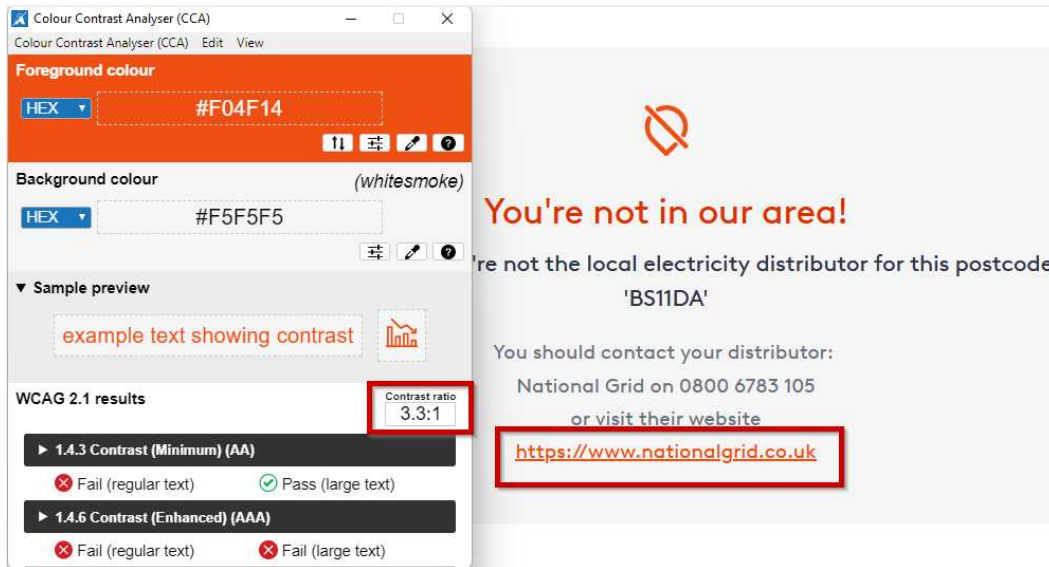 Colour Contrast Analyser (CCA)
Colour Contrast Analyser (CCA) Edit View
Foreground colour
HEX #F04F14
Background colour (whitesmoke)
HEX #F5F5F5
Sample preview
example text showing contrast
WCAG 2.1 results
Contrast ratio
3.3:1
1.4.3 Contrast (Minimum) (AA)
Fail (regular text) Pass (large text)
1.4.6 Contrast (Enhanced) (AAA)
Fail (regular text) Fail (large text)
You're not in our area!
're not the local electricity distributor for this postcode
'BS11DA'
You should contact your distributor:
National Grid on 0800 6783 105
or visit their website
https://www.nationalgrid.co.uk